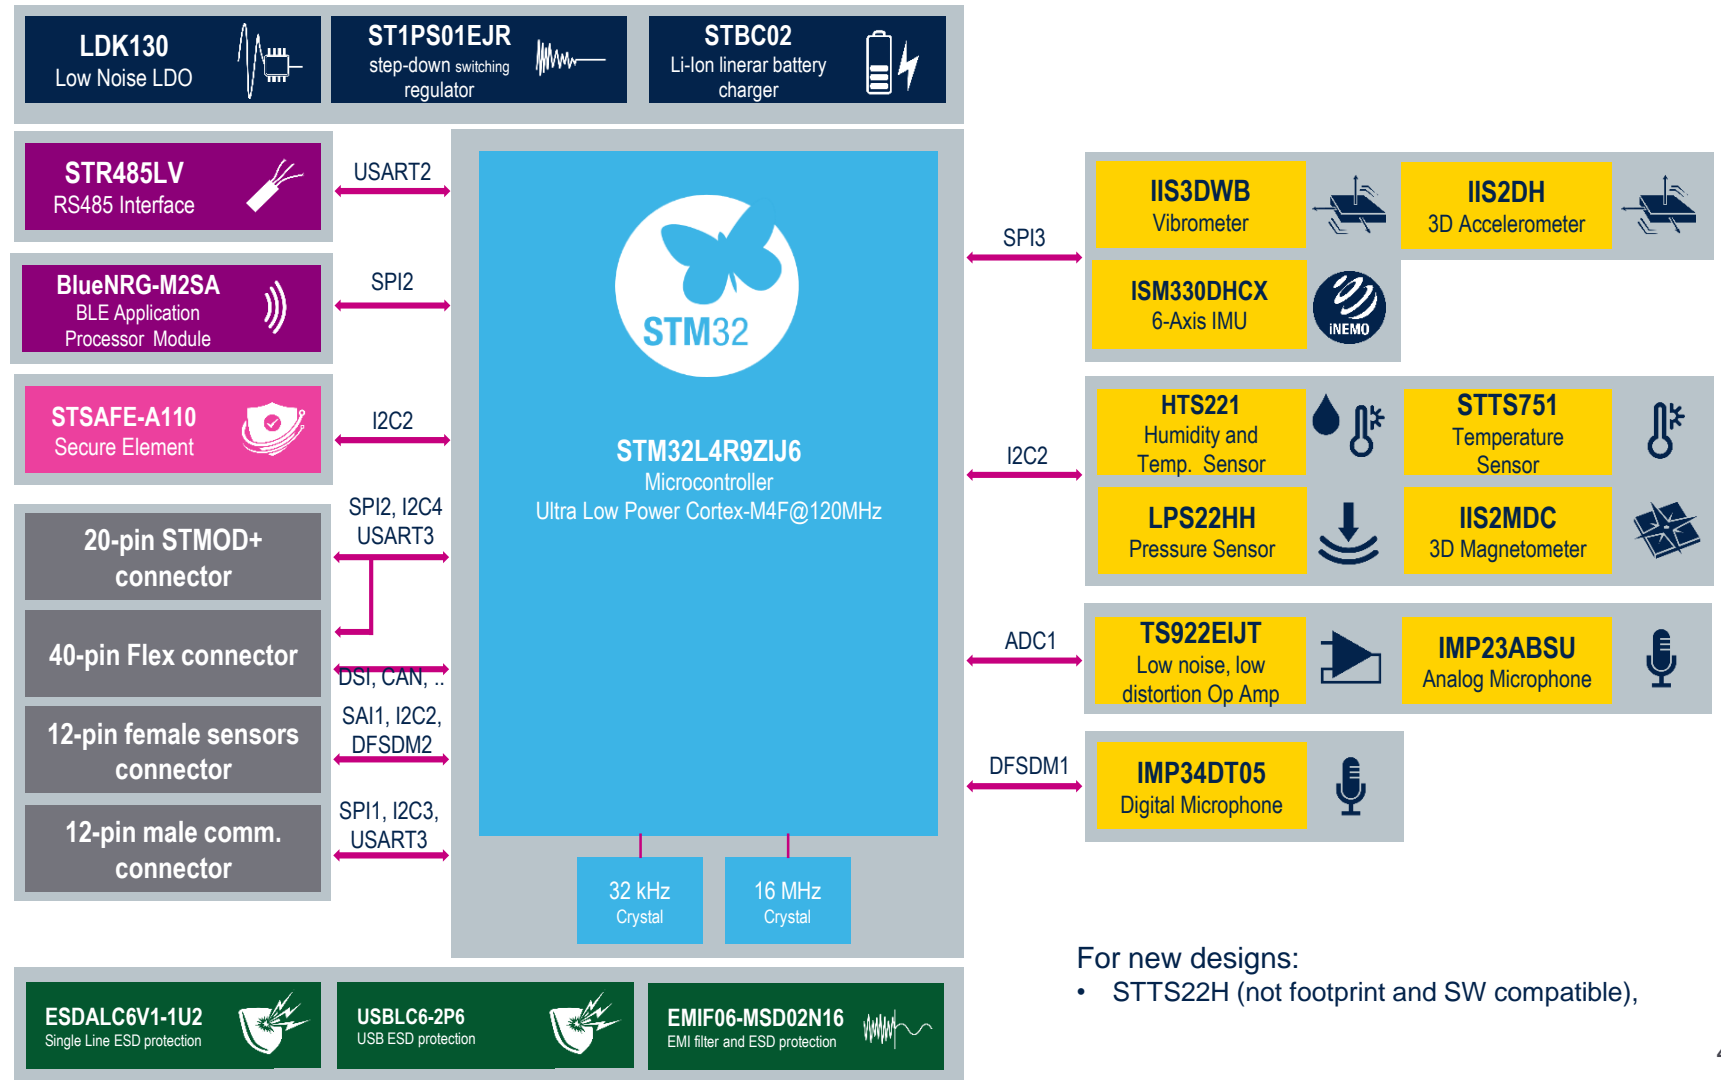 LDK130
Low Noise LDO
ST1PS01EJR
step-down switching
regulator
STBC02
Li-Ion linerar battery
charger
STR485LV
RS485 Interface
USART2
BlueNRG-M2SA
BLE Application
Processor Module
SPI2
STSAFE-A110
Secure Element
I2C2
20-pin STMOD+
connector
SPI2, I2C4
USART3
40-pin Flex connector
DSI, CAN, ..
12-pin female sensors
connector
SAI1, I2C2,
DFSDM2
12-pin male comm.
connector
SPI1, I2C3,
USART3
STM32
STM32L4R9ZIJ6
Microcontroller
Ultra Low Power Cortex-M4F@120MHz
32 kHz
Crystal
16 MHz
Crystal
SPI3
IIS3DWB
Vibrometer
IIS2DH
3D Accelerometer
ISM330DHCX
6-Axis IMU
iNEMO
I2C2
HTS221
Humidity and
Temp. Sensor
STTS751
Temperature
Sensor
LPS22HH
Pressure Sensor
IIS2MDC
3D Magnetometer
ADC1
TS922EIJT
Low noise, low
distortion Op Amp
IMP23ABSU
Analog Microphone
DFSDM1
IMP34DT05
Digital Microphone
ESDALC6V1-1U2
Single Line ESD protection
USBLC6-2P6
USB ESD protection
EMIF06-MSD02N16
EMI filter and ESD protection
For new designs:
• STTS22H (not footprint and SW compatible),